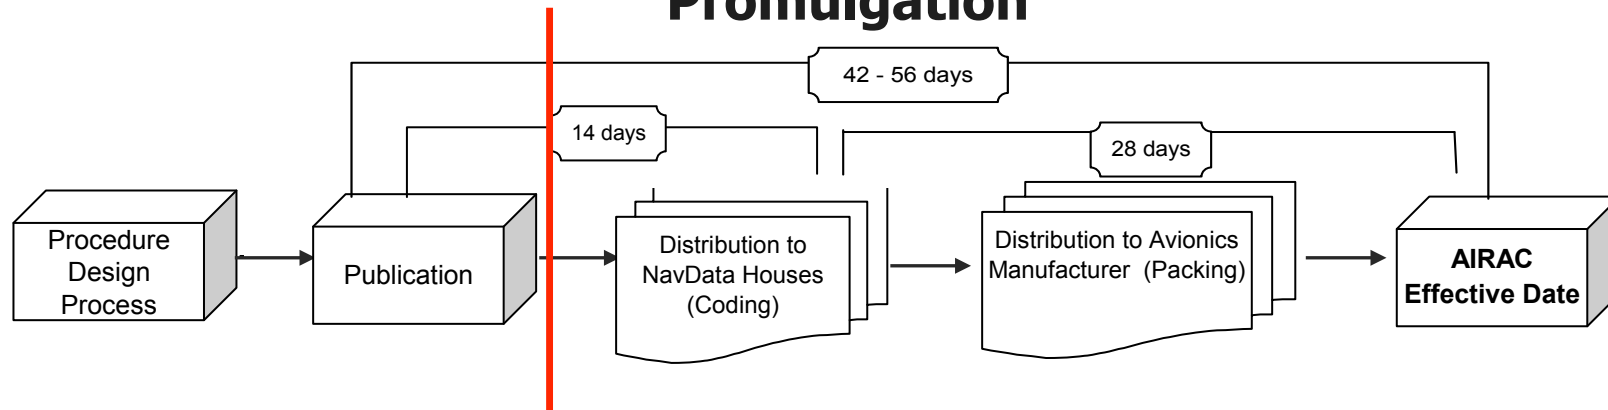 Promulgation
42 - 56 days
14 days
28 days
Procedure
Design
Process
Publication
Distribution to
NavData Houses
(Coding)
Distribution to Avionics
Manufacturer (Packing)
AIRAC
Effective Date